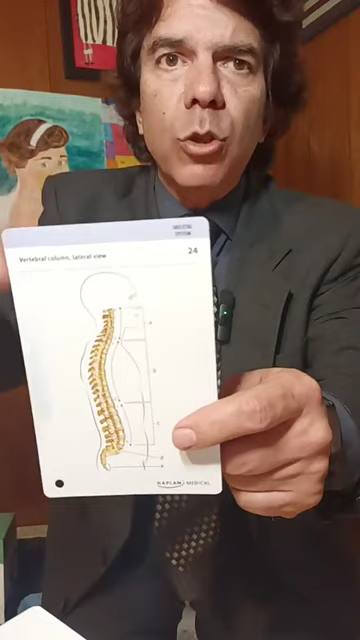 SKELETAL
SYSTEM
24
Vertebral column, lateral view
KAPLAN MEDICAL